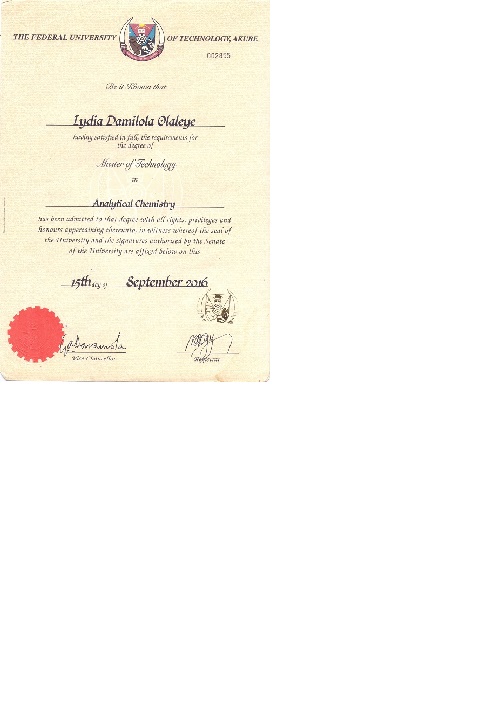 THE FEDERAL UNIVERSITY OF TECHNOLOGY, AKURE
002815
Be it Known that
Lydia Damilola Olaleye
having satisfied in full, the requirements for
the degree of
Master of Technology
in
Analytical Chemistry
has been admitted to that degree with all rights, privileges and
honours appertaining thereunto, in witness whereof the seal of
the University and the signatures authorized by the Senate
of the University are affixed below on this
15th day of September 2016
Vice Chancellor
Registrar